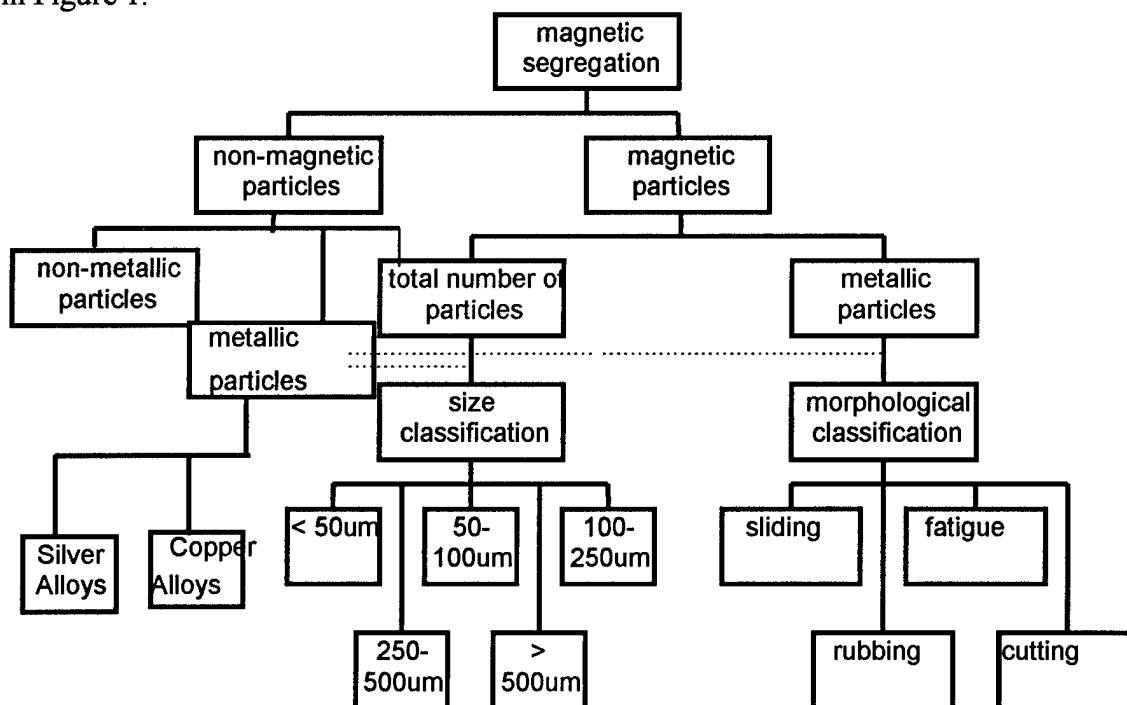 in Figure 1.
magnetic
segregation
non-magnetic
particles
magnetic
particles
non-metallic
particles
total number of
particles
metallic
particles
metallic
particles
size
classification
morphological
classification
< 50um
50-
100um
100-
250um
sliding
fatigue
Silver
Alloys
Copper
Alloys
250-
500um
>
500um
rubbing
cutting